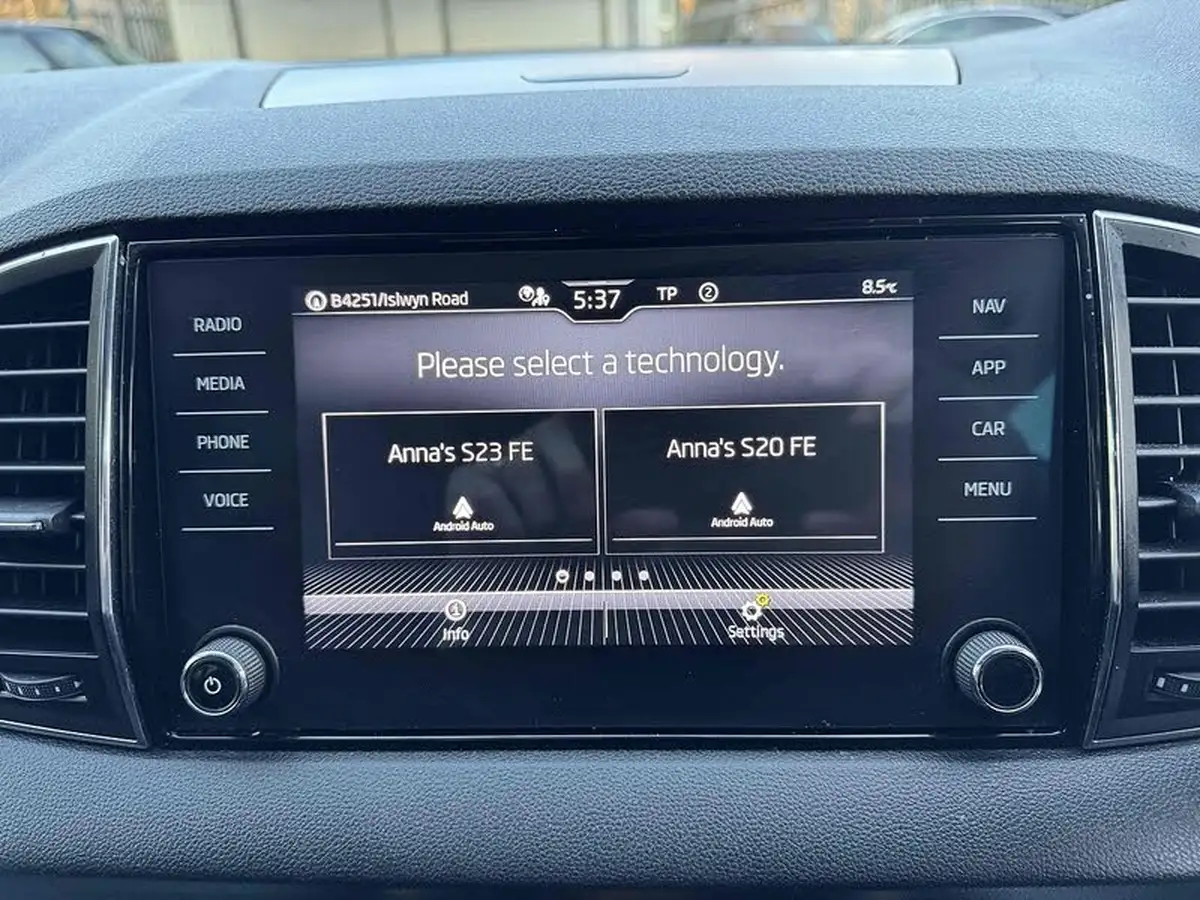 B4251/Islwyn Road 5:37 TP 2 8.5°C
RADIO
MEDIA
PHONE
VOICE
Please select a technology.
Anna's S23 FE
Android Auto
Anna's S20 FE
Android Auto
Info
Settings
NAV
APP
CAR
MENU